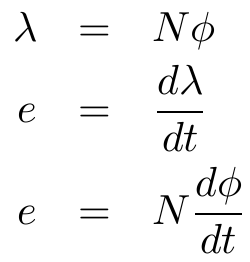 λ = Nϕ
e = dλ/dt
e = N dϕ/dt